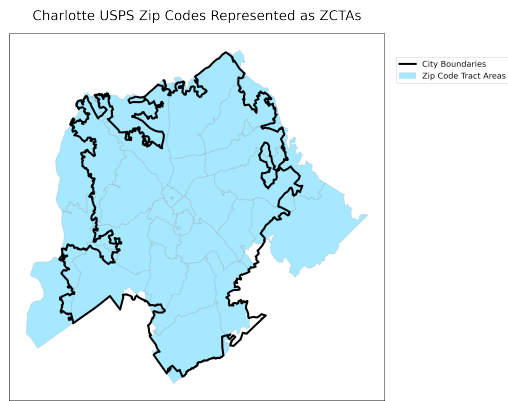 Charlotte USPS Zip Codes Represented as ZCTAs
City Boundaries
Zip Code Tract Areas